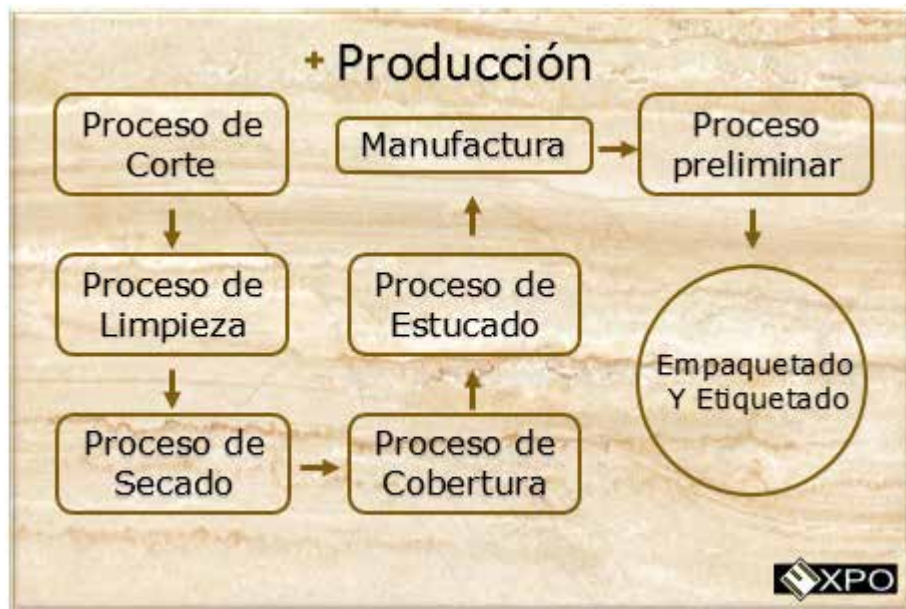 + Producción
Proceso de
Corte
Proceso de
Limpieza
Proceso de
Secado
Proceso de
Cobertura
Proceso de
Estucado
Manufactura
Proceso
preliminar
Empaquetado
Y Etiquetado
EXPO